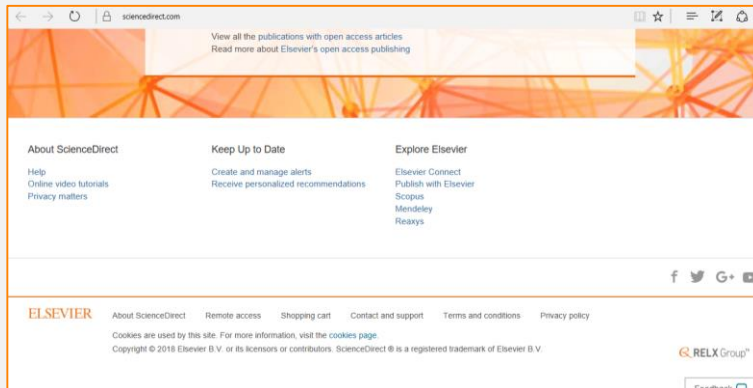 sciencedirect.com
View all the publications with open access articles
Read more about Elsevier's open access publishing
About ScienceDirect
Help
Online video tutorials
Privacy matters
Keep Up to Date
Create and manage alerts
Receive personalized recommendations
Explore Elsevier
Elsevier Connect
Publish with Elsevier
Scopus
Mendeley
Reaxys
f G+
ELSEVIER About ScienceDirect Remote access Shopping cart Contact and support Terms and conditions Privacy policy
Cookies are used by this site. For more information, visit the cookies page.
Copyright © 2016 Elsevier B.V. or its licensors or contributors. ScienceDirect ® is a registered trademark of Elsevier B.V.
RELX Group™
Feedback